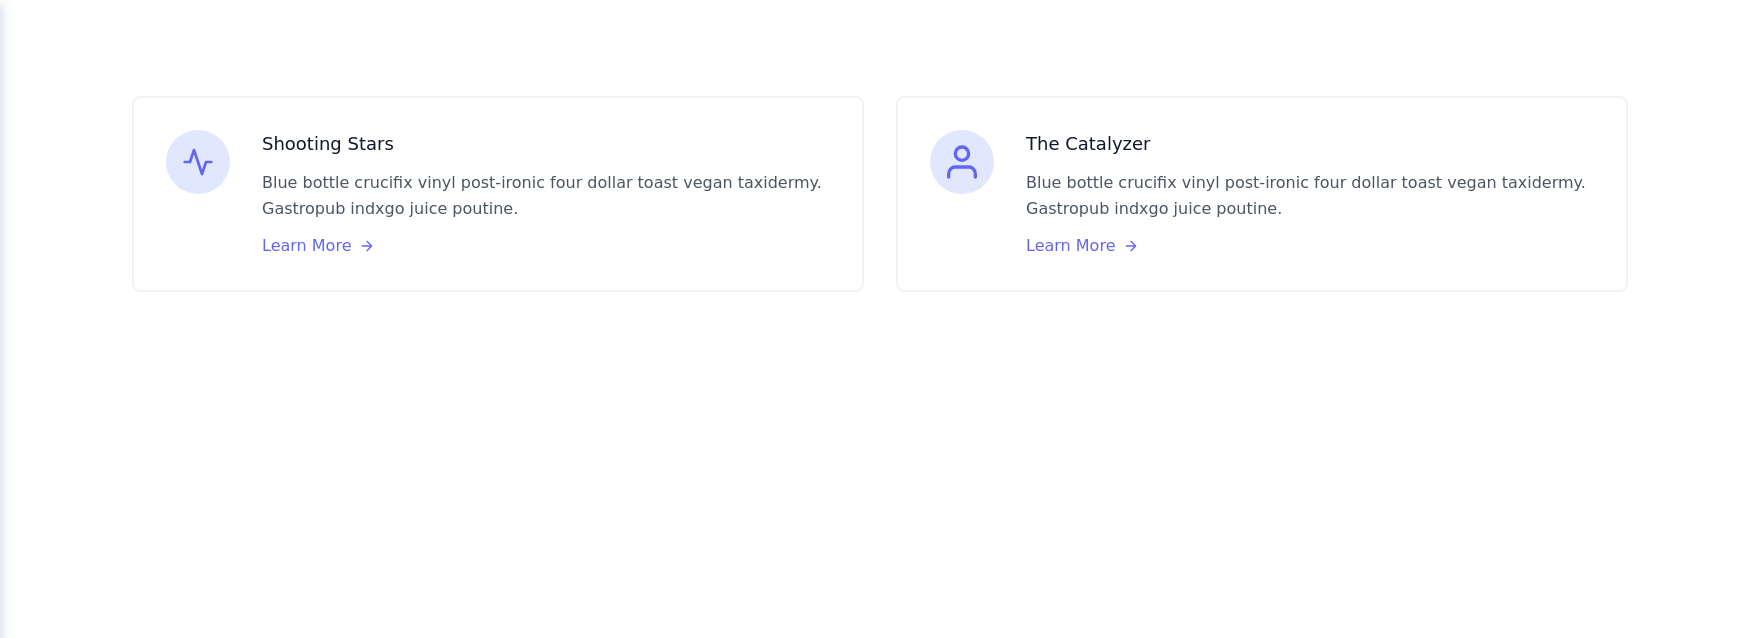 Shooting Stars
Blue bottle crucifix vinyl post-ironic four dollar toast vegan taxidermy.
Gastropub indxgo juice poutine.
Learn More
The Catalyzer
Blue bottle crucifix vinyl post-ironic four dollar toast vegan taxidermy.
Gastropub indxgo juice poutine.
Learn More